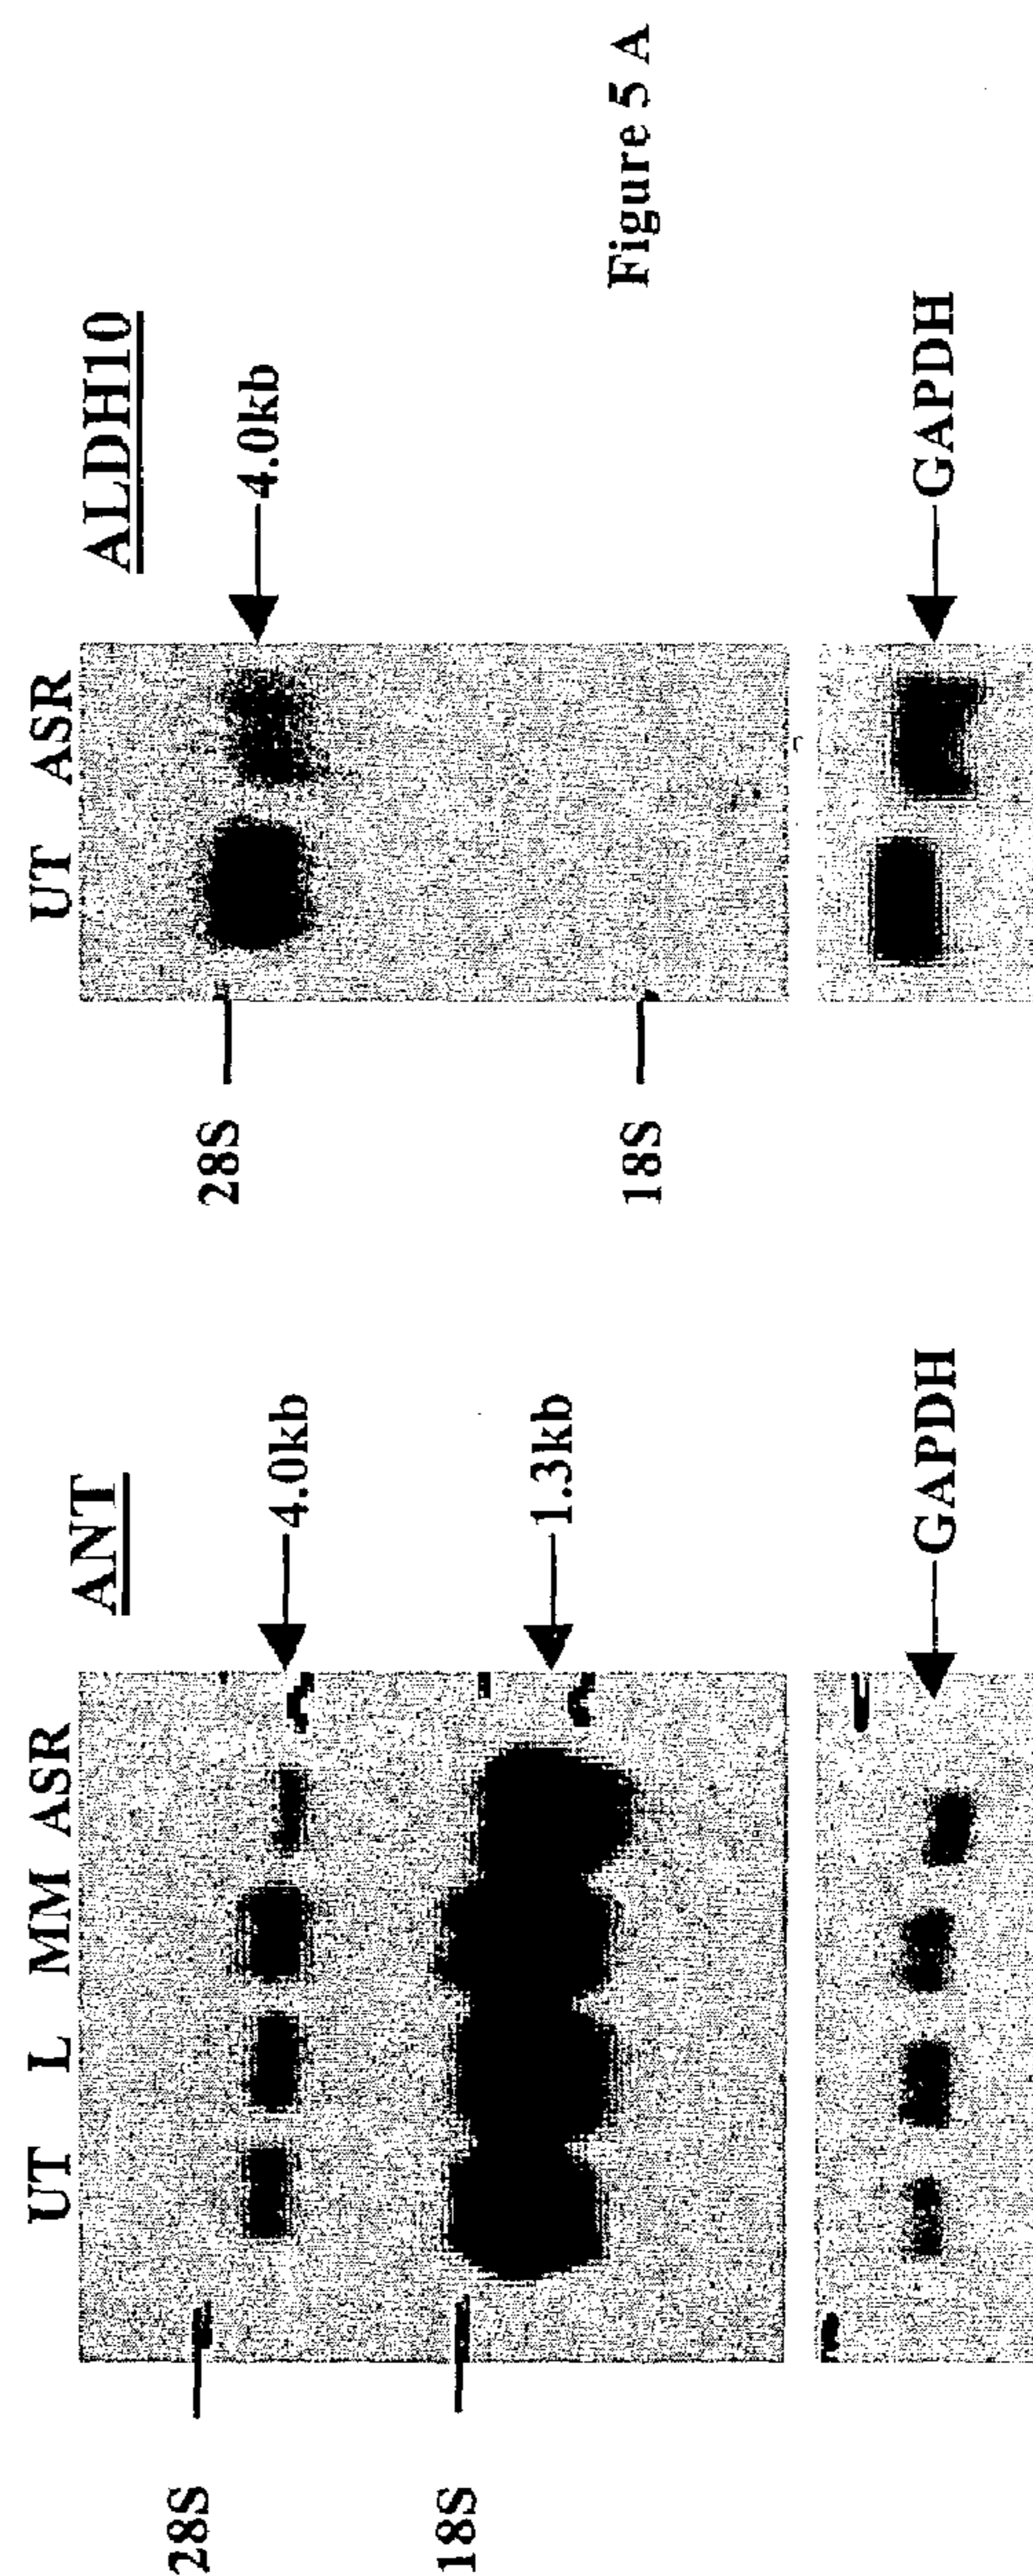 ANT
UT L MM ASR
28S
4.0kb
18S
1.3kb
GAPDH
ALDH10
UT ASR
28S
4.0kb
18S
GAPDH
Figure 5 A